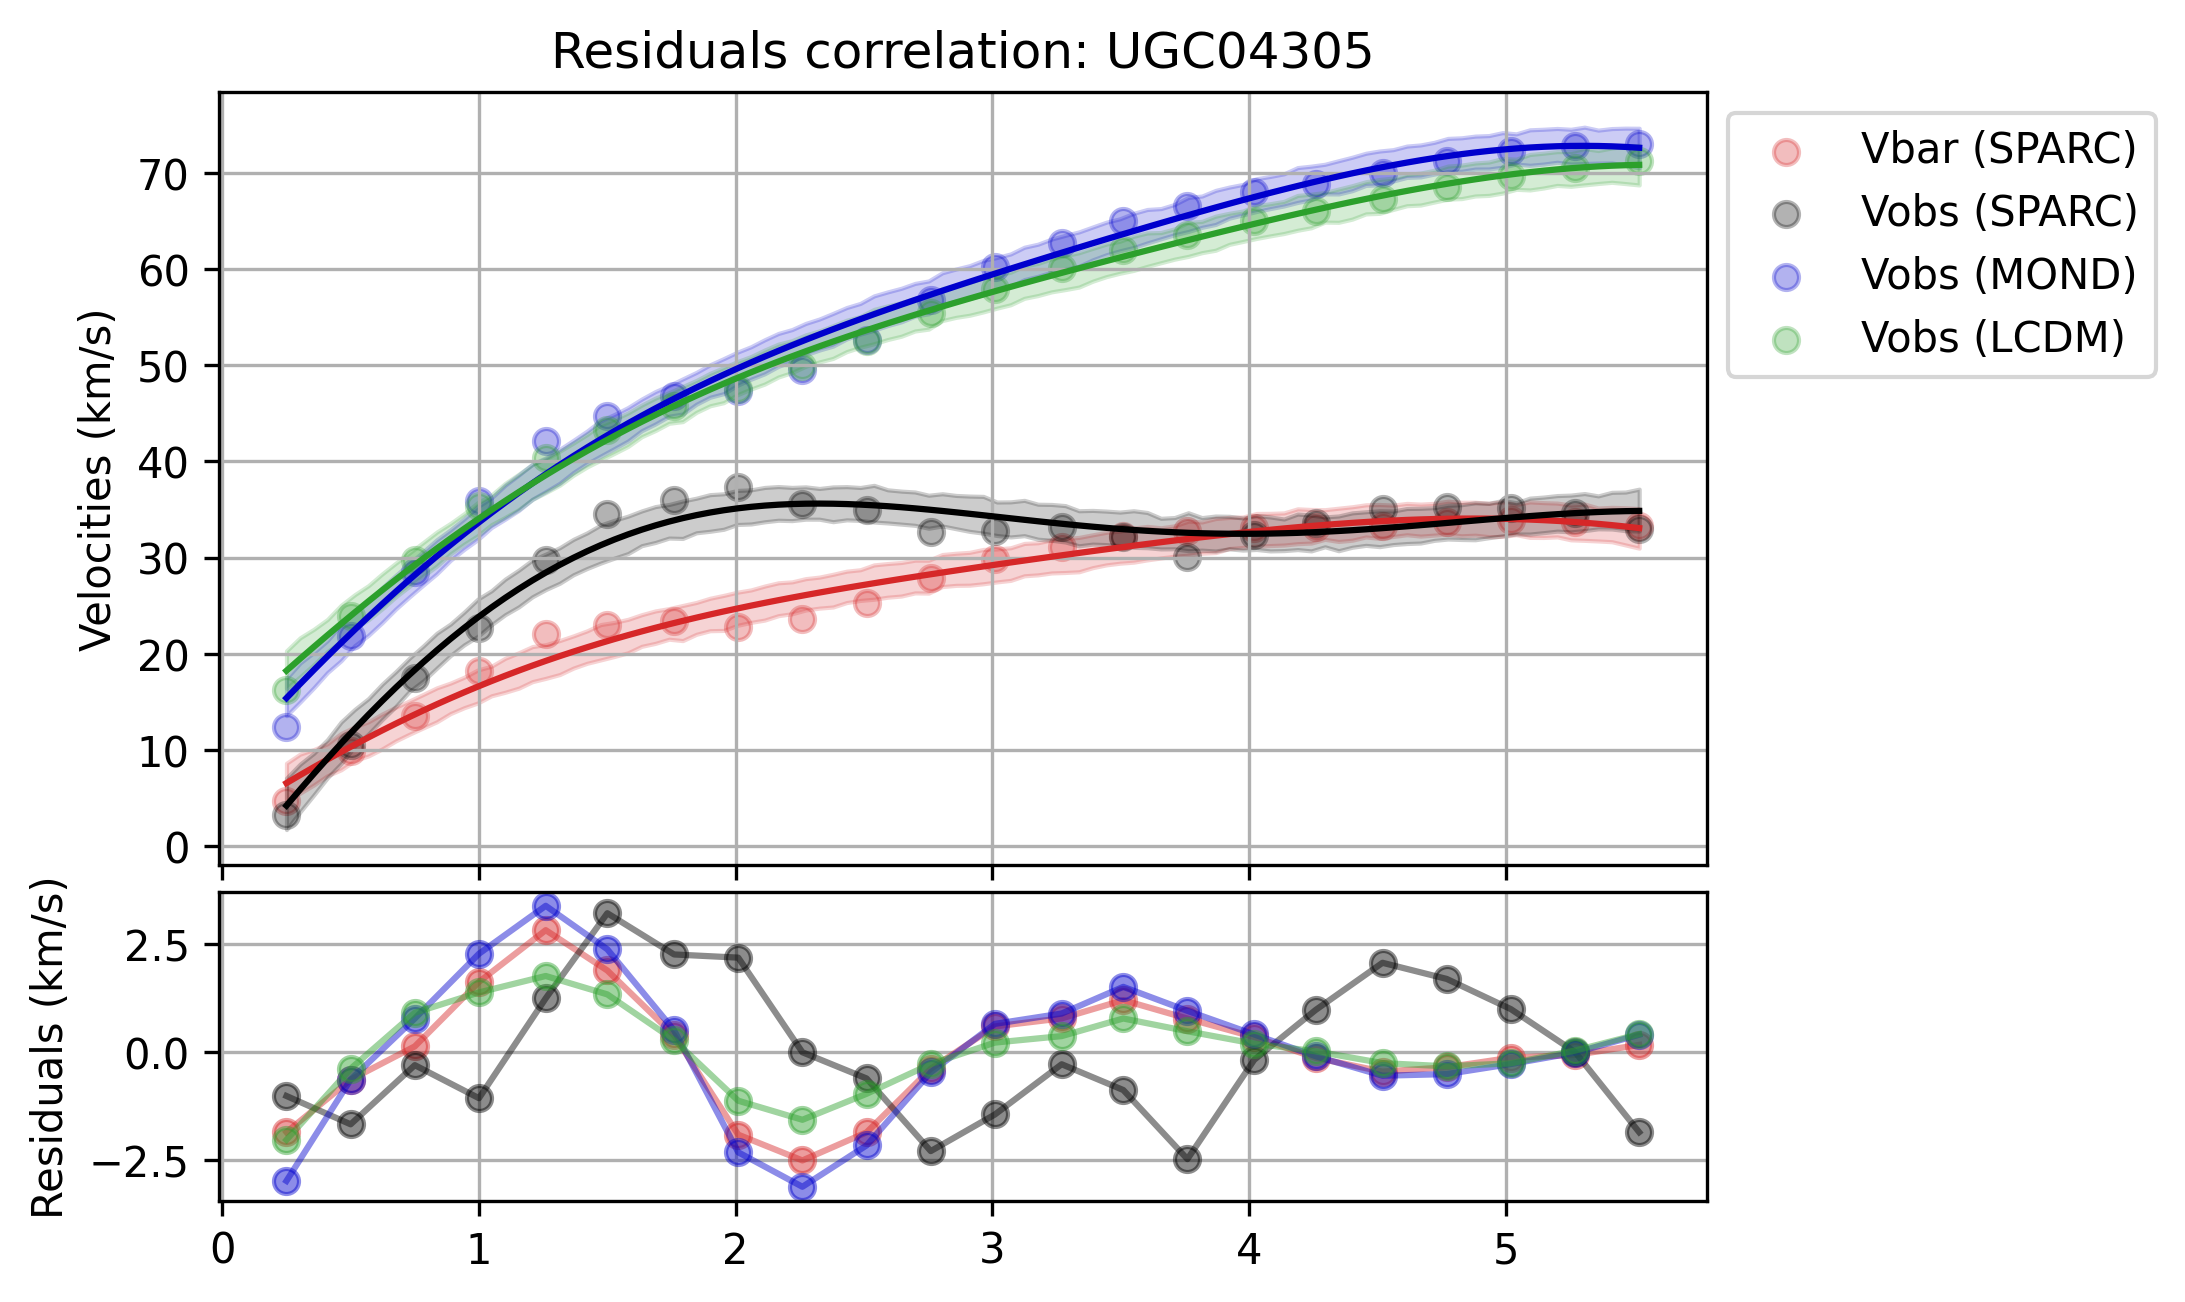 Residuals correlation: UGC04305
Velocities (km/s)
70
60
50
40
30
20
10
0
Vbar (SPARC)
Vobs (SPARC)
Vobs (MOND)
Vobs (LCDM)
Residuals (km/s)
2.5
0.0
−2.5
0 1 2 3 4 5